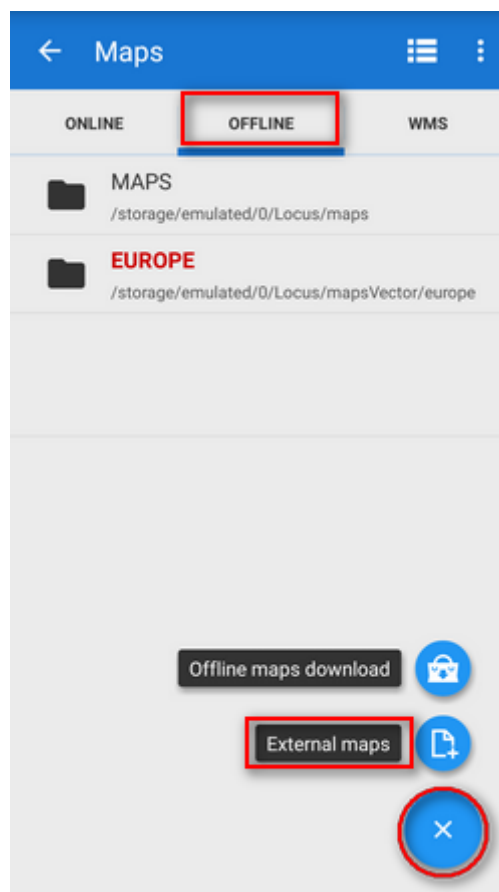 Maps
ONLINE OFFLINE WMS
MAPS
/storage/emulated/0/Locus/maps
EUROPE
/storage/emulated/0/Locus/mapsVector/europe
Offline maps download
External maps